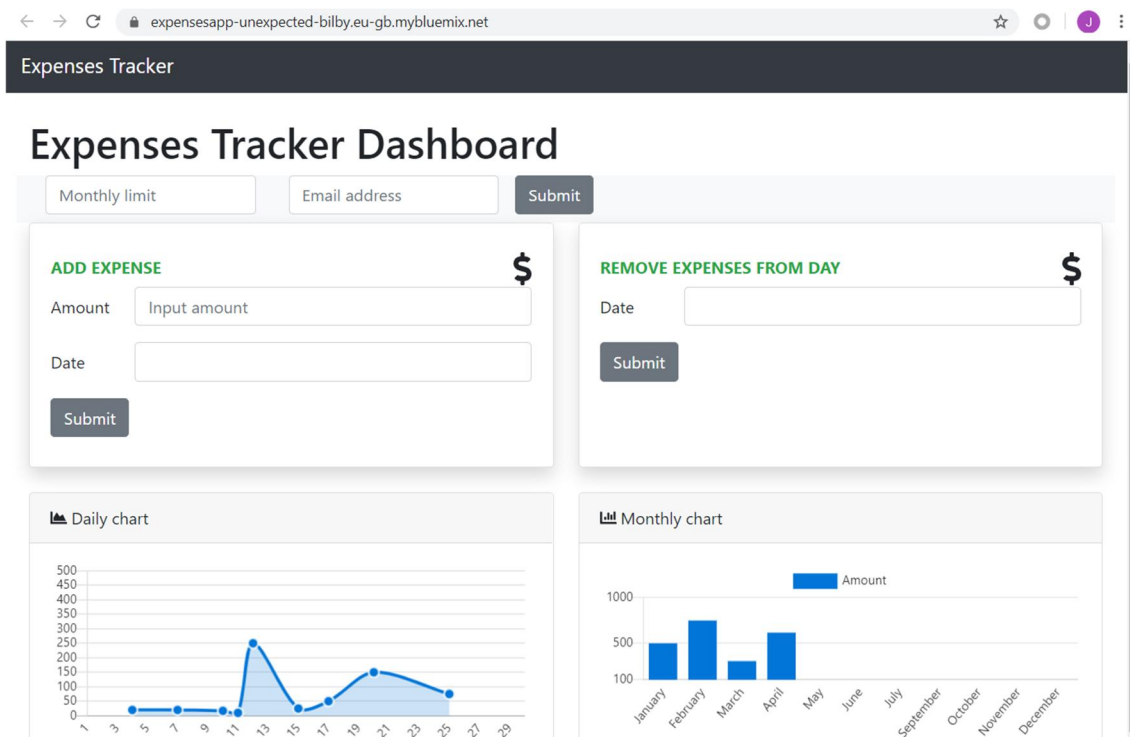 expensesapp-unexpected-bilby.eu-gb.mybluemix.net
J
Expenses Tracker
Expenses Tracker Dashboard
Monthly limit
Email address
Submit
ADD EXPENSE
Amount
Input amount
Date
Submit
REMOVE EXPENSES FROM DAY
Date
Submit
Daily chart
500
450
400
350
300
250
200
150
100
50
0
1 3 5 7 9 11 13 15 17 19 21 23 25 27 29
Monthly chart
Amount
1000
500
100
January February March April May June July September October November December